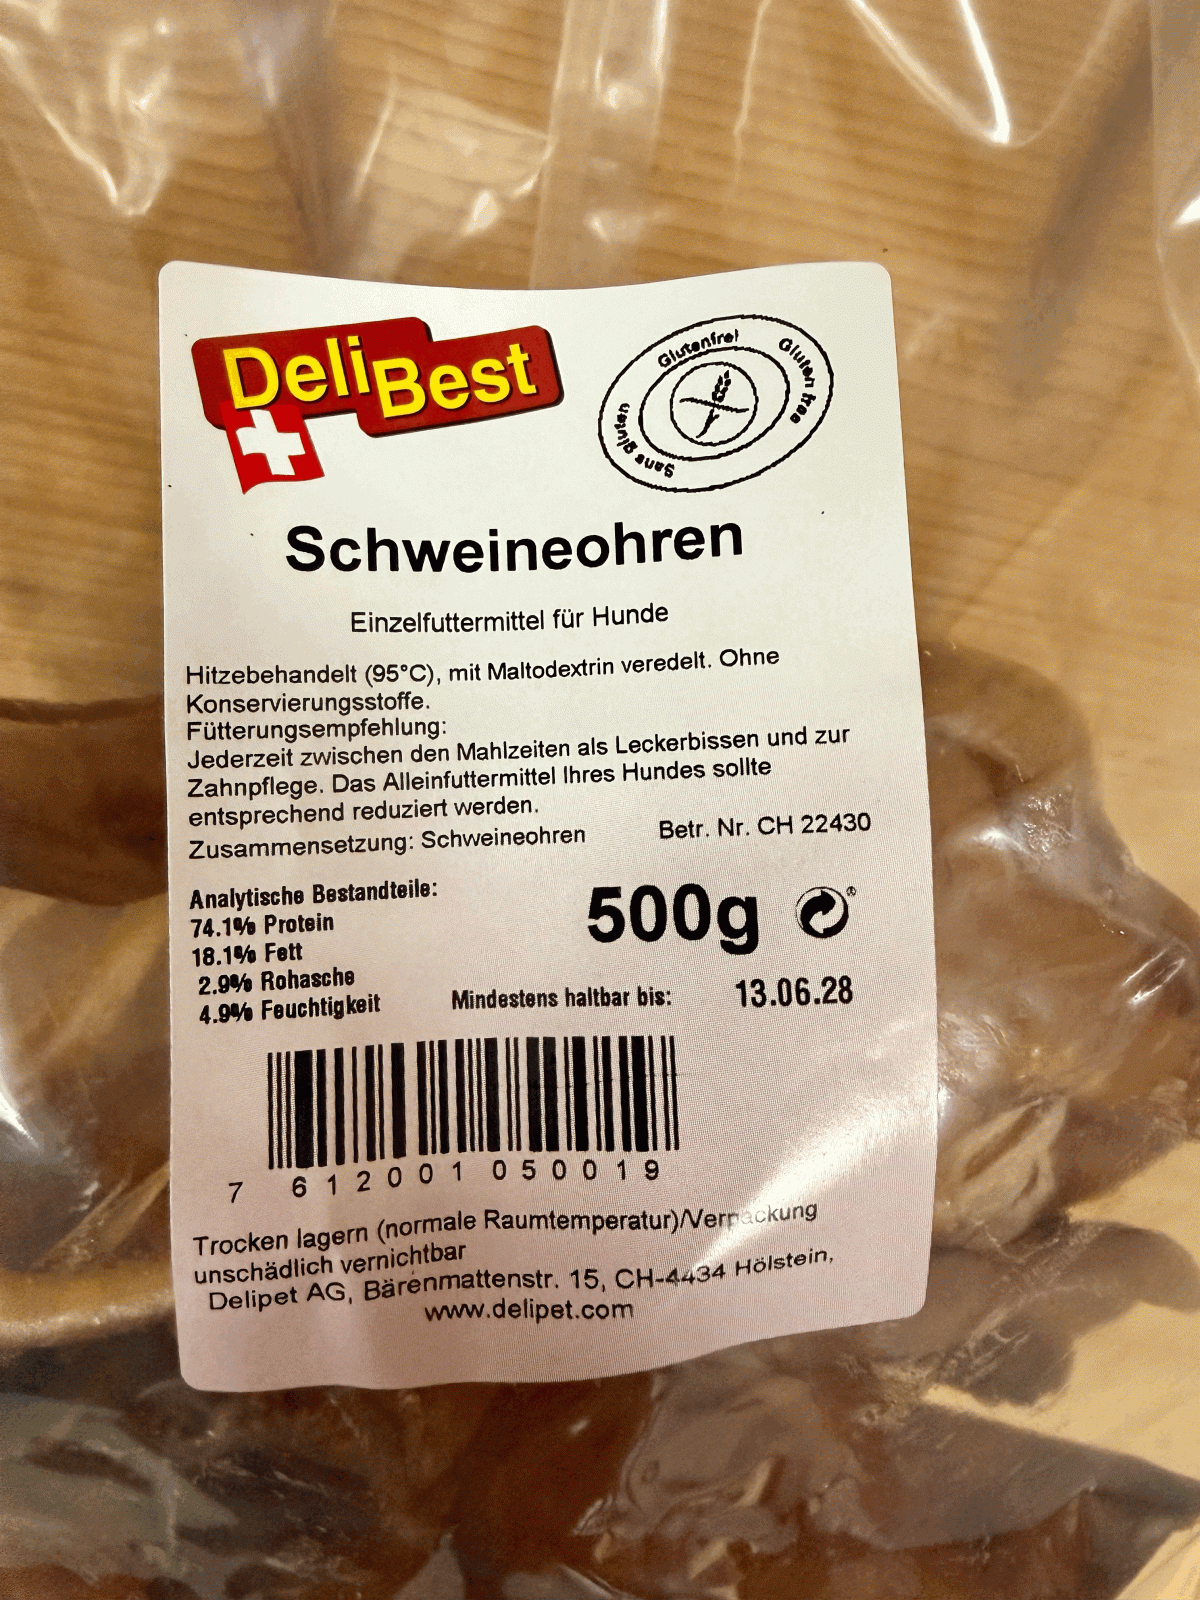 DeliBest
Glutenfrei
Gluten free
Sans gluten
Schweineohren
Einzelfuttermittel für Hunde
Hitzebehandelt (95°C), mit Maltodextrin veredelt. Ohne
Konservierungsstoffe.
Fütterungsempfehlung:
Jederzeit zwischen den Mahlzeiten als Leckerbissen und zur
Zahnpflege. Das Alleinfuttermittel Ihres Hundes sollte
entsprechend reduziert werden.
Zusammensetzung: Schweineohren Betr. Nr. CH 22430
Analytische Bestandteile:
74.1% Protein
18.1% Fett
2.9% Rohasche
4.9% Feuchtigkeit
500g ®
Mindestens haltbar bis: 13.06.28
7 612001 050019
Trocken lagern (normale Raumtemperatur)/Verpackung
unschädlich vernichtbar
Delipet AG, Bärenmattenstr. 15, CH-4434 Hölstein,
www.delipet.com